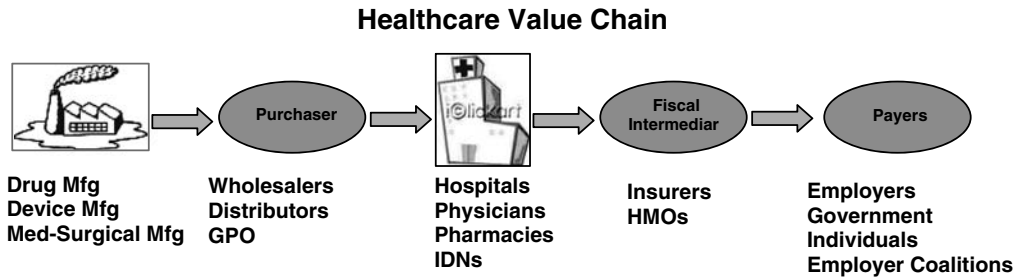 Healthcare Value Chain
Purchaser
i©lickart
Fiscal
Intermediar
Payers
Drug Mfg
Device Mfg
Med-Surgical Mfg
Wholesalers
Distributors
GPO
Hospitals
Physicians
Pharmacies
IDNs
Insurers
HMOs
Employers
Government
Individuals
Employer Coalitions